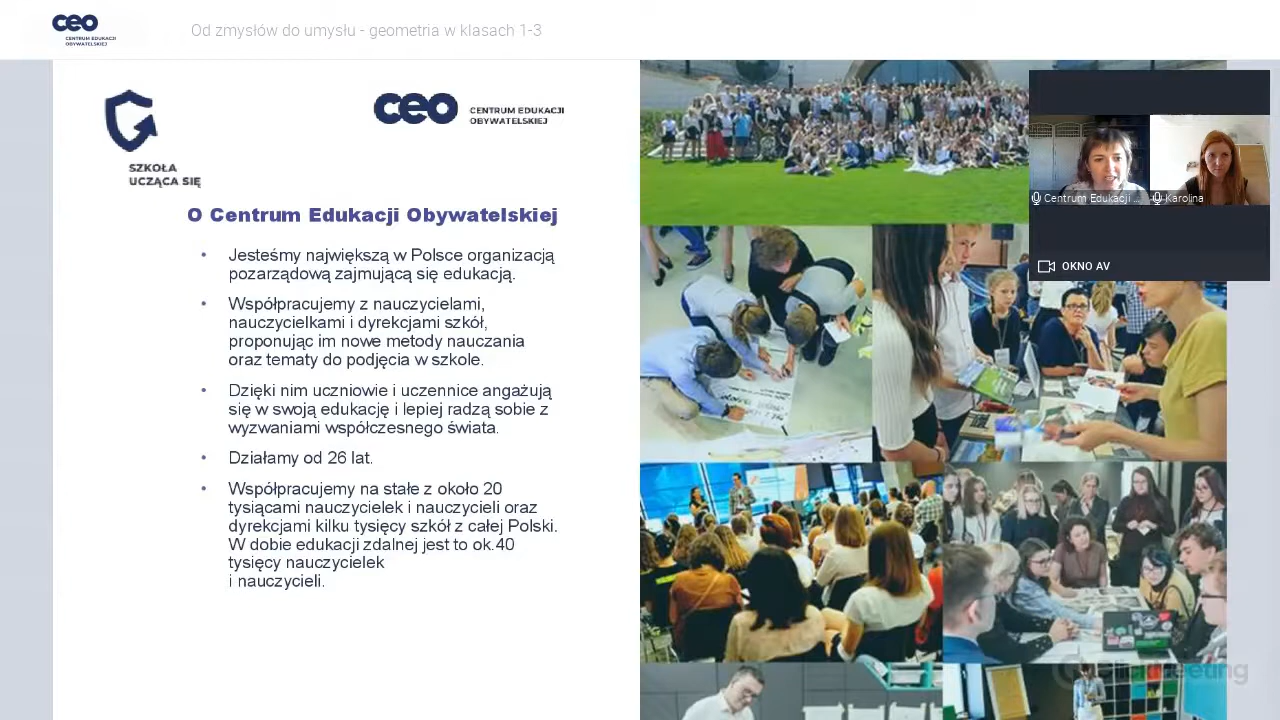 ceo
CENTRUM EDUKACJI
OBYWATELSKIEJ
Od zmysłów do umysłu - geometria w klasach 1-3
SZKOŁA
UCZĄCA SIĘ
ceo
CENTRUM EDUKACJI
OBYWATELSKIEJ
O Centrum Edukacji Obywatelskiej
• Jesteśmy największą w Polsce organizacją
pozarządową zajmującą się edukacją.
• Współpracujemy z nauczycielami,
nauczycielkami i dyrekcjami szkół,
proponując im nowe metody nauczania
oraz tematy do podjęcia w szkole.
• Dzięki nim uczniowie i uczennice angażują
się w swoją edukację i lepiej radzą sobie z
wyzwaniami współczesnego świata.
• Działamy od 26 lat.
• Współpracujemy na stałe z około 20
tysiącami nauczycielek i nauczycieli oraz
dyrekcjami kilku tysięcy szkół z całej Polski.
W dobie edukacji zdalnej jest to ok.40
tysięcy nauczycielek
i nauczycieli.
Centrum Edukacji ...
Karolina
OKNO AV
ClickMeeting